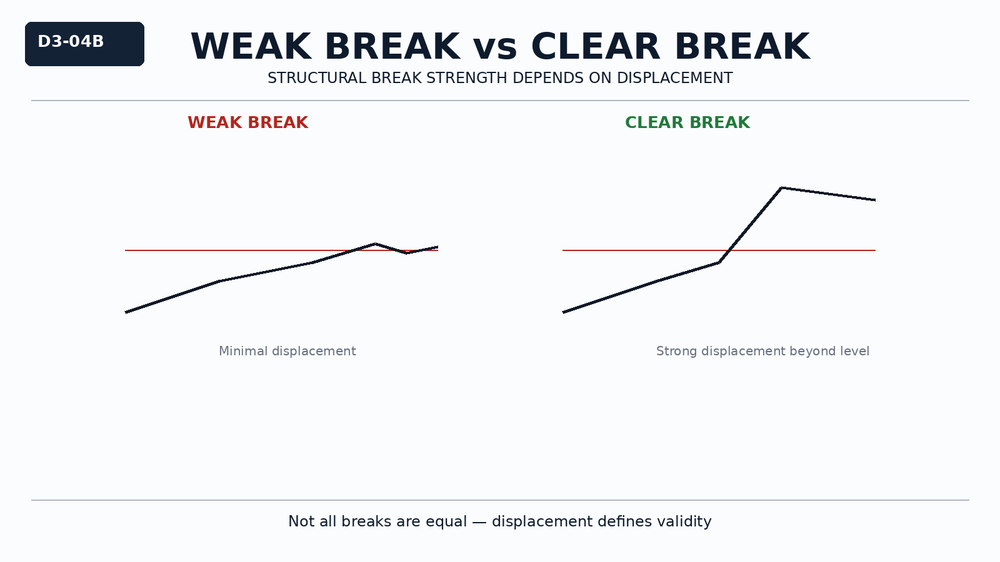 D3-04B
WEAK BREAK vs CLEAR BREAK
STRUCTURAL BREAK STRENGTH DEPENDS ON DISPLACEMENT
WEAK BREAK
CLEAR BREAK
Minimal displacement
Strong displacement beyond level
Not all breaks are equal — displacement defines validity